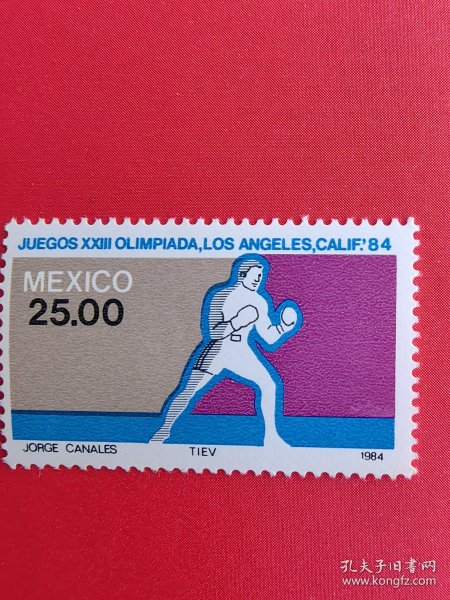 JUEGOS XXIII OLIMPIADA,LOS ANGELES,CALIF.'84
MEXICO
25.00
JORGE CANALES TIEV 1984
孔夫子旧书网
www.kongfz.com